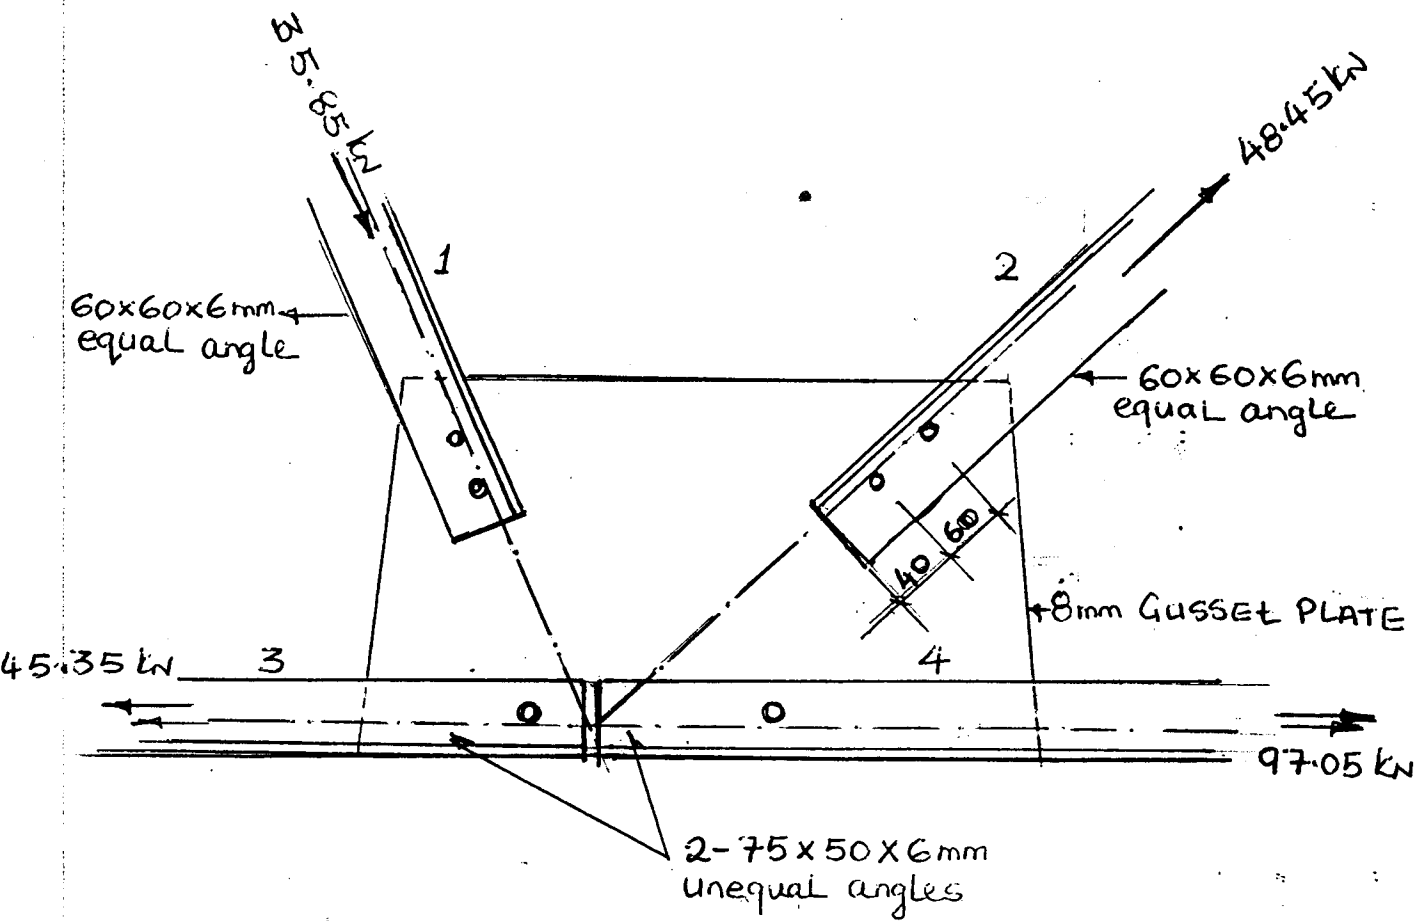 35.85 kN
48.45 kN
1
2
60x60x6mm
equal angle
60x60x6mm
equal angle
60
40
8mm GUSSET PLATE
45.35 kN
3
4
97.05 kN
2-75x50x6mm
unequal angles